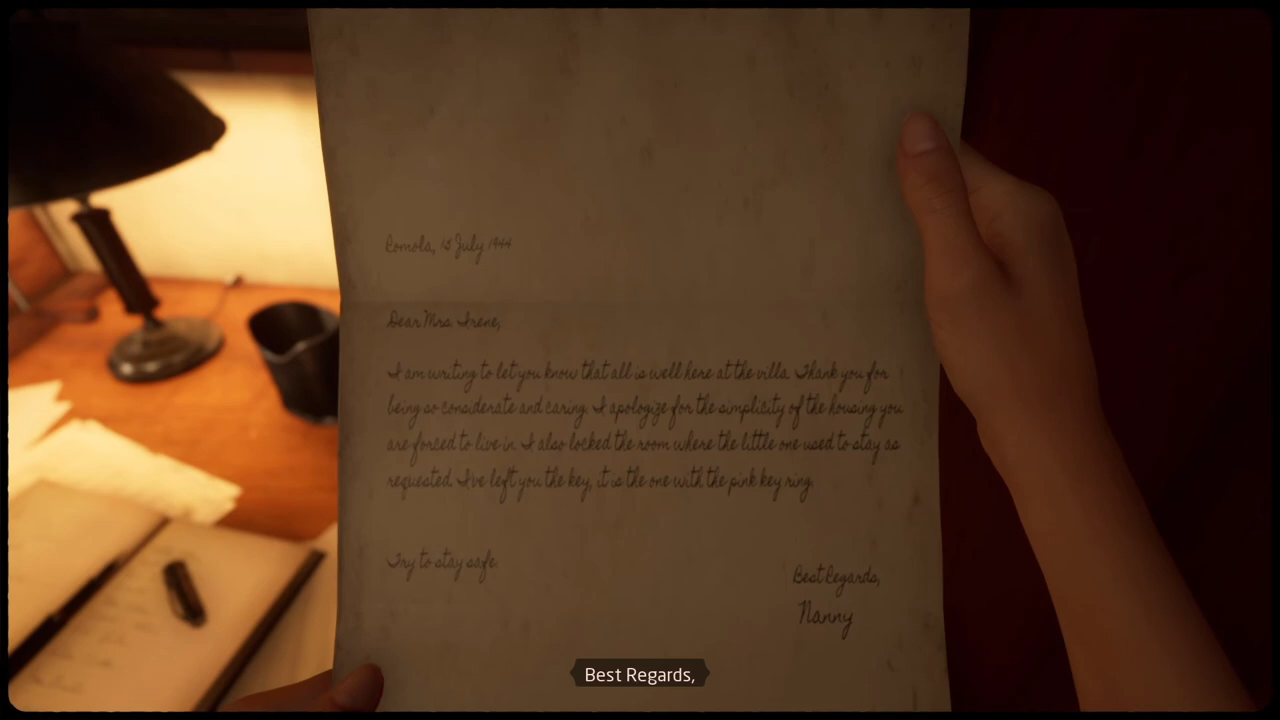 Romola, 15 July 1944
Dear Mrs. Irene,
I am writing to let you know that all is well here at the villa. Thank you for
being so considerate and caring. I apologize for the simplicity of the housing you
are forced to live in. I also locked the room where the little one used to stay as
requested. I've left you the key, it is the one with the pink key ring.
Try to stay safe.
Best Regards,
Nanny
Best Regards,